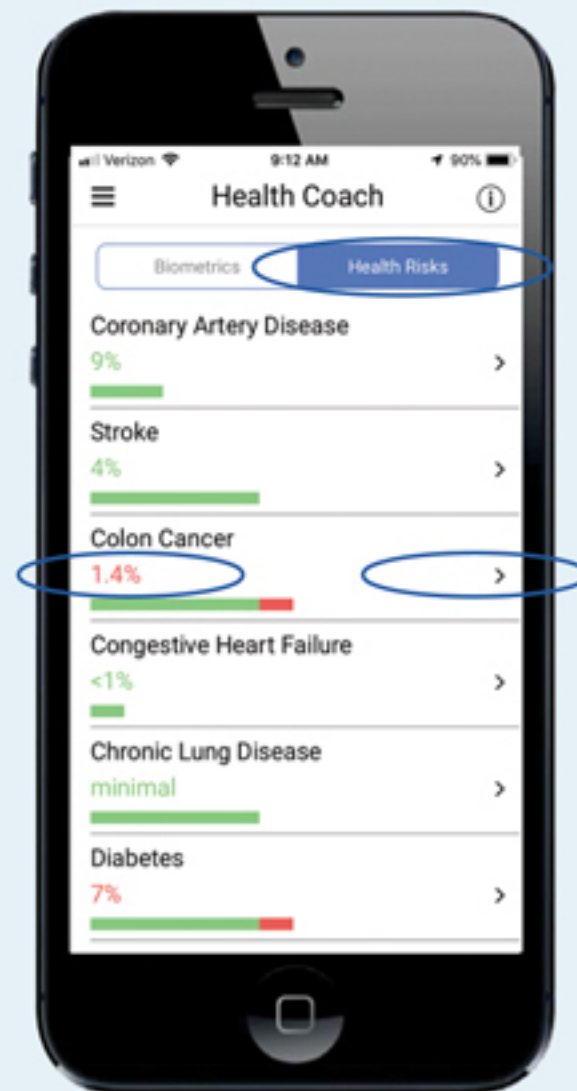 Verizon 9:12 AM 90%
Health Coach
Biometrics Health Risks
Coronary Artery Disease
9%
Stroke
4%
Colon Cancer
1.4%
Congestive Heart Failure
<1%
Chronic Lung Disease
minimal
Diabetes
7%